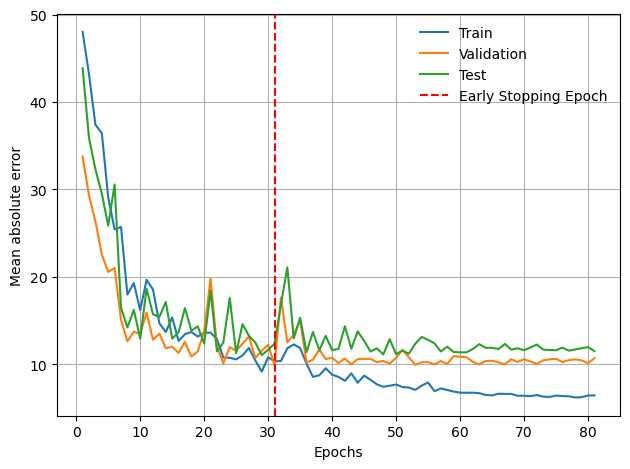 50
40
30
20
10
Mean absolute error
Train
Validation
Test
Early Stopping Epoch
0 10 20 30 40 50 60 70 80
Epochs